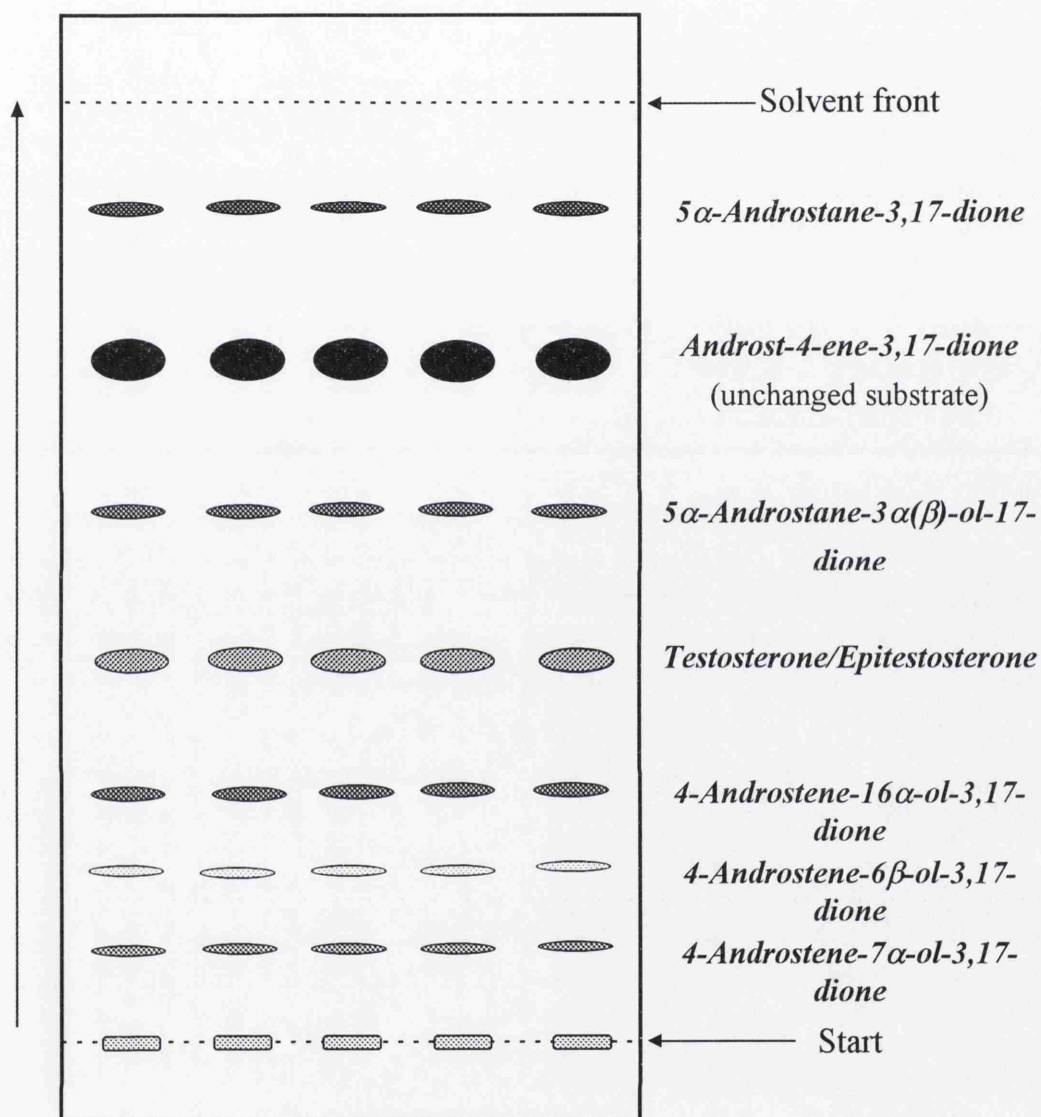 Solvent front
5α-Androstane-3,17-dione
Androst-4-ene-3,17-dione
(unchanged substrate)
5α-Androstane-3α(β)-ol-17-
dione
Testosterone/Epitestosterone
4-Androstene-16α-ol-3,17-
dione
4-Androstene-6β-ol-3,17-
dione
4-Androstene-7α-ol-3,17-
dione
Start